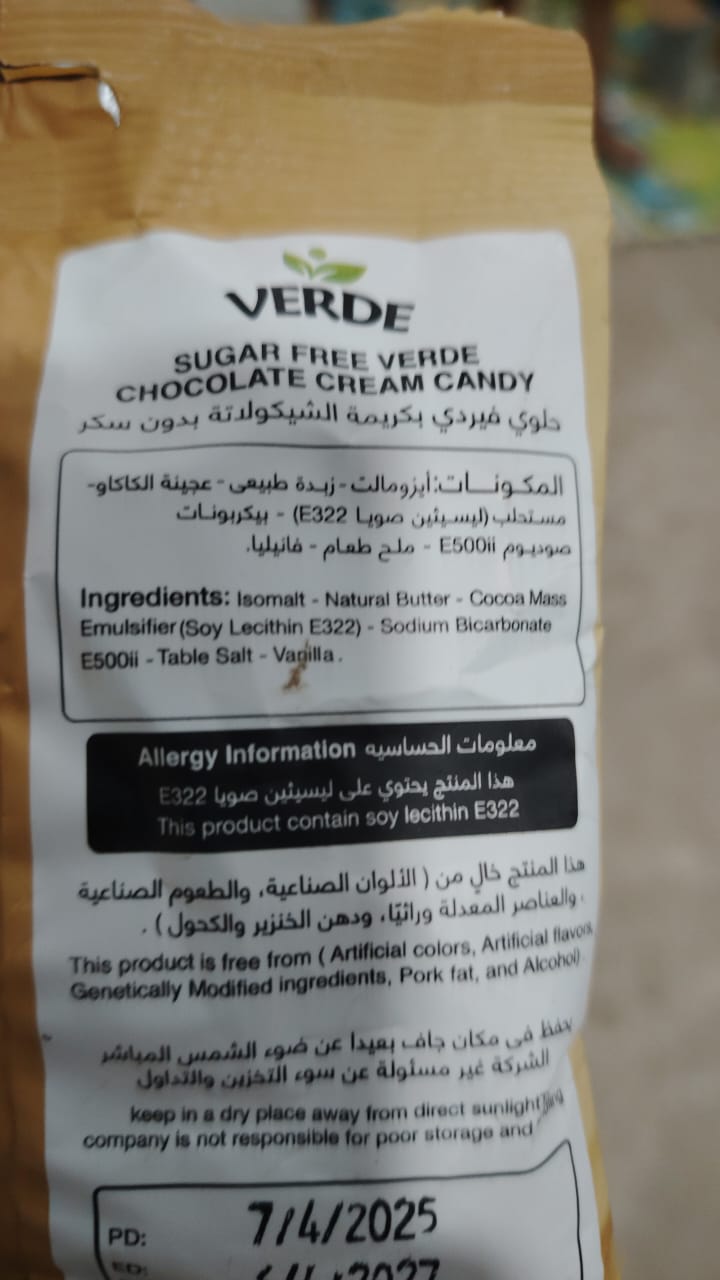 VERDE
SUGAR FREE VERDE
CHOCOLATE CREAM CANDY
حلوي فيردي بكريمة الشيكولاتة بدون سكر
المكونات:أيزومالت - زبدة طبيعى - عجينة الكاكاو-
مستحلب (ليسيثين صويا E322) - بيكربونات
صوديوم E500ii - ملح طعام - فانيليا.
Ingredients: Isomalt - Natural Butter - Cocoa Mass
Emulsifier (Soy Lecithin E322) - Sodium Bicarbonate
E500ii - Table Salt - Vanilla.
Allergy Information معلومات الحساسيه
هذا المنتج يحتوي على ليسيثين صويا E322
This product contain soy lecithin E322
هذا المنتج خالٍ من ( الألوان الصناعية، والطعوم الصناعية
، والعناصر المعدلة وراثيًا، ودهن الخنزير والكحول ) .
This product is free from ( Artificial colors, Artificial flavors
Genetically Modified ingredients, Pork fat, and Alcohol)
يحفظ فى مكان جاف بعيدا عن ضوء الشمس المباشر
الشركة غير مسئولة عن سوء التخزين والتداول
keep in a dry place away from direct sunlight
company is not responsible for poor storage and
PD: 7/4/2025
ED: